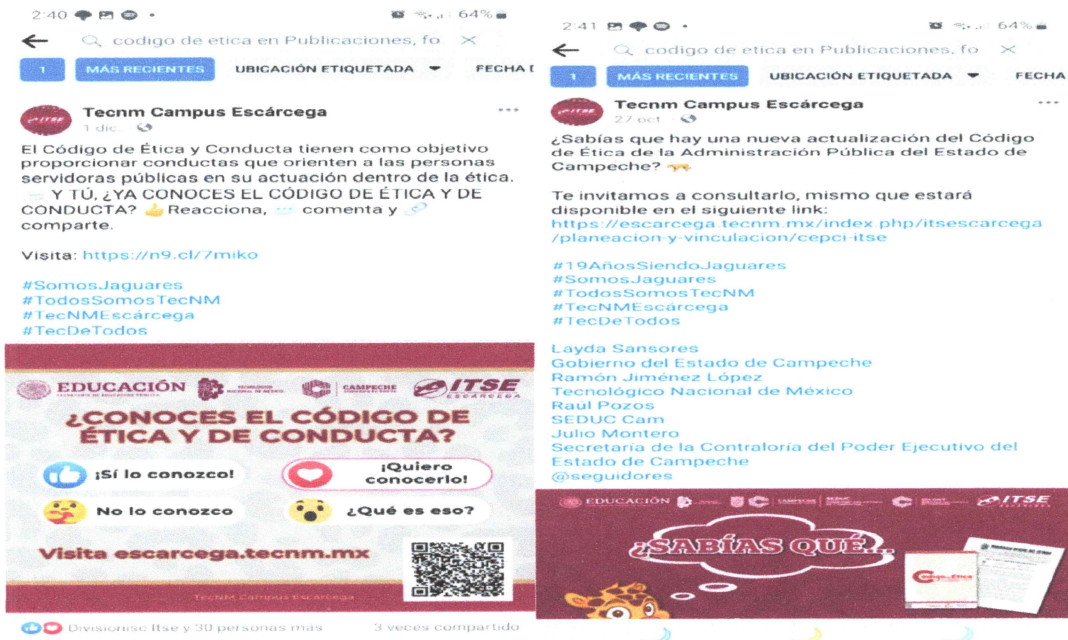 2:40
64%
codigo de etica en Publicaciones, fo
1
MÁS RECIENTES
UBICACIÓN ETIQUETADA
FECHA D
Tecnm Campus Escárcega
1 dic.
El Código de Ética y Conducta tienen como objetivo
proporcionar conductas que orienten a las personas
servidoras públicas en su actuación dentro de la ética.
Y TÚ, ¿YA CONOCES EL CÓDIGO DE ÉTICA Y DE
CONDUCTA? 👍Reacciona, comenta y
comparte.
Visita: https://n9.cl/7miko
#SomosJaguares
#TodosSomosTecNM
#TecNMEscárcega
#TecDeTodos
EDUCACIÓN
CAMPECHE
ITSE
ESCÁRCEGA
¿CONOCES EL CÓDIGO DE
ÉTICA Y DE CONDUCTA?
¡Sí lo conozco!
¡Quiero
conocerlo!
No lo conozco
¿Qué es eso?
Visita escarcega.tecnm.mx
TecNM Campus Escárcega
Divisionisc Itse y 30 personas más
3 veces compartido
2:41
64%
codigo de etica en Publicaciones, fo
1
MÁS RECIENTES
UBICACIÓN ETIQUETADA
FECHA
Tecnm Campus Escárcega
27 oct.
¿Sabías que hay una nueva actualización del Código
de Ética de la Administración Pública del Estado de
Campeche?
Te invitamos a consultarlo, mismo que estará
disponible en el siguiente link:
https://escarcega.tecnm.mx/index.php/itsescarcega
/planeacion-y-vinculacion/cepci-itse
#19AñosSiendoJaguares
#SomosJaguares
#TodosSomosTecNM
#TecNMEscárcega
#TecDeTodos
Layda Sansores
Gobierno del Estado de Campeche
Ramón Jiménez López
Tecnológico Nacional de México
Raúl Pozos
SEDUC Cam
Julio Montero
Secretaría de la Contraloría del Poder Ejecutivo del
Estado de Campeche
@seguidores
EDUCACIÓN
CAMPECHE
ITSE
¿SABÍAS QUÉ...
Código de Ética